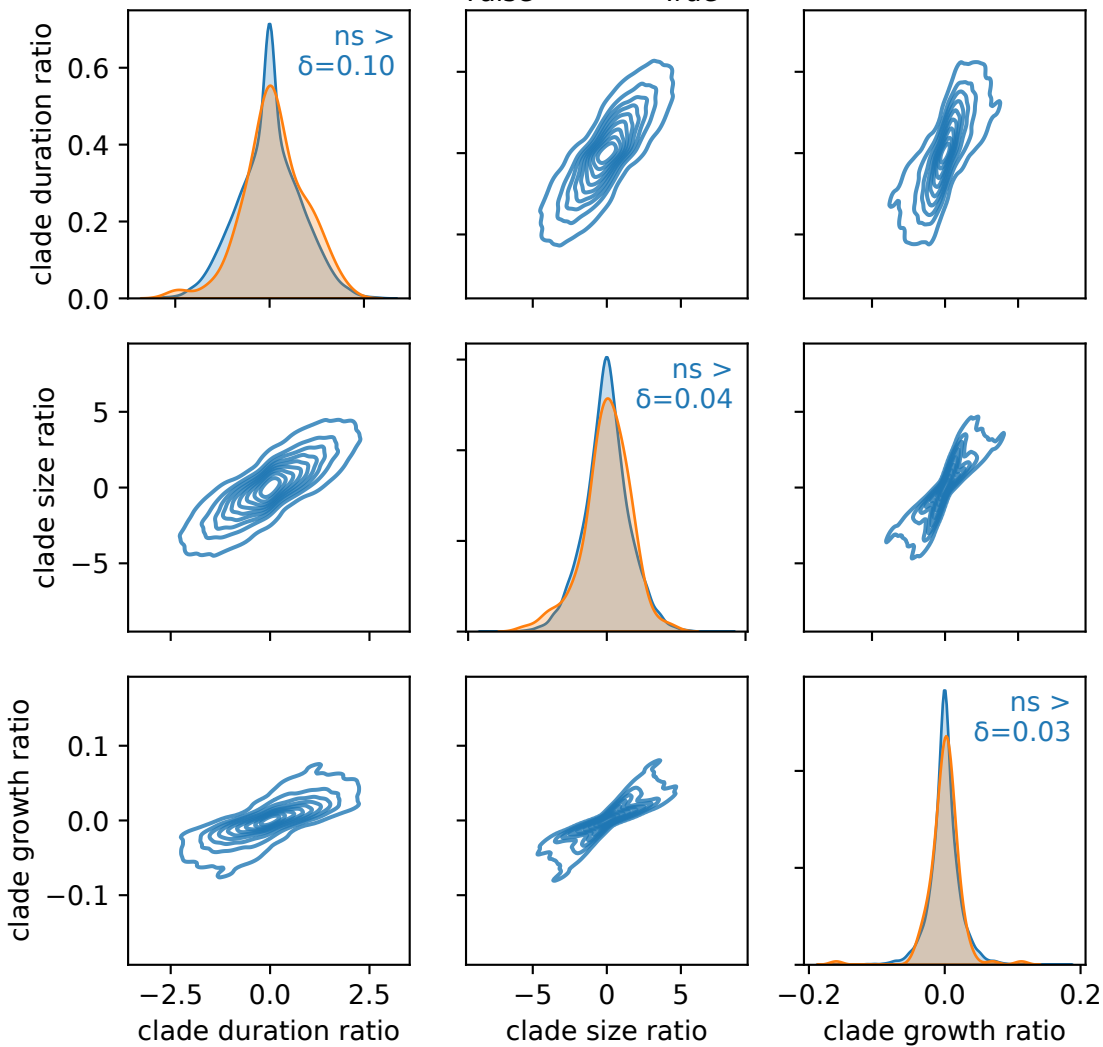 False True
clade duration ratio
0.6
0.4
0.2
0.0
ns >
δ=0.10
clade size ratio
5
0
−5
ns >
δ=0.04
clade growth ratio
0.1
0.0
−0.1
ns >
δ=0.03
−2.5 0.0 2.5
−5 0 5
−0.2 0.0 0.2
clade duration ratio
clade size ratio
clade growth ratio